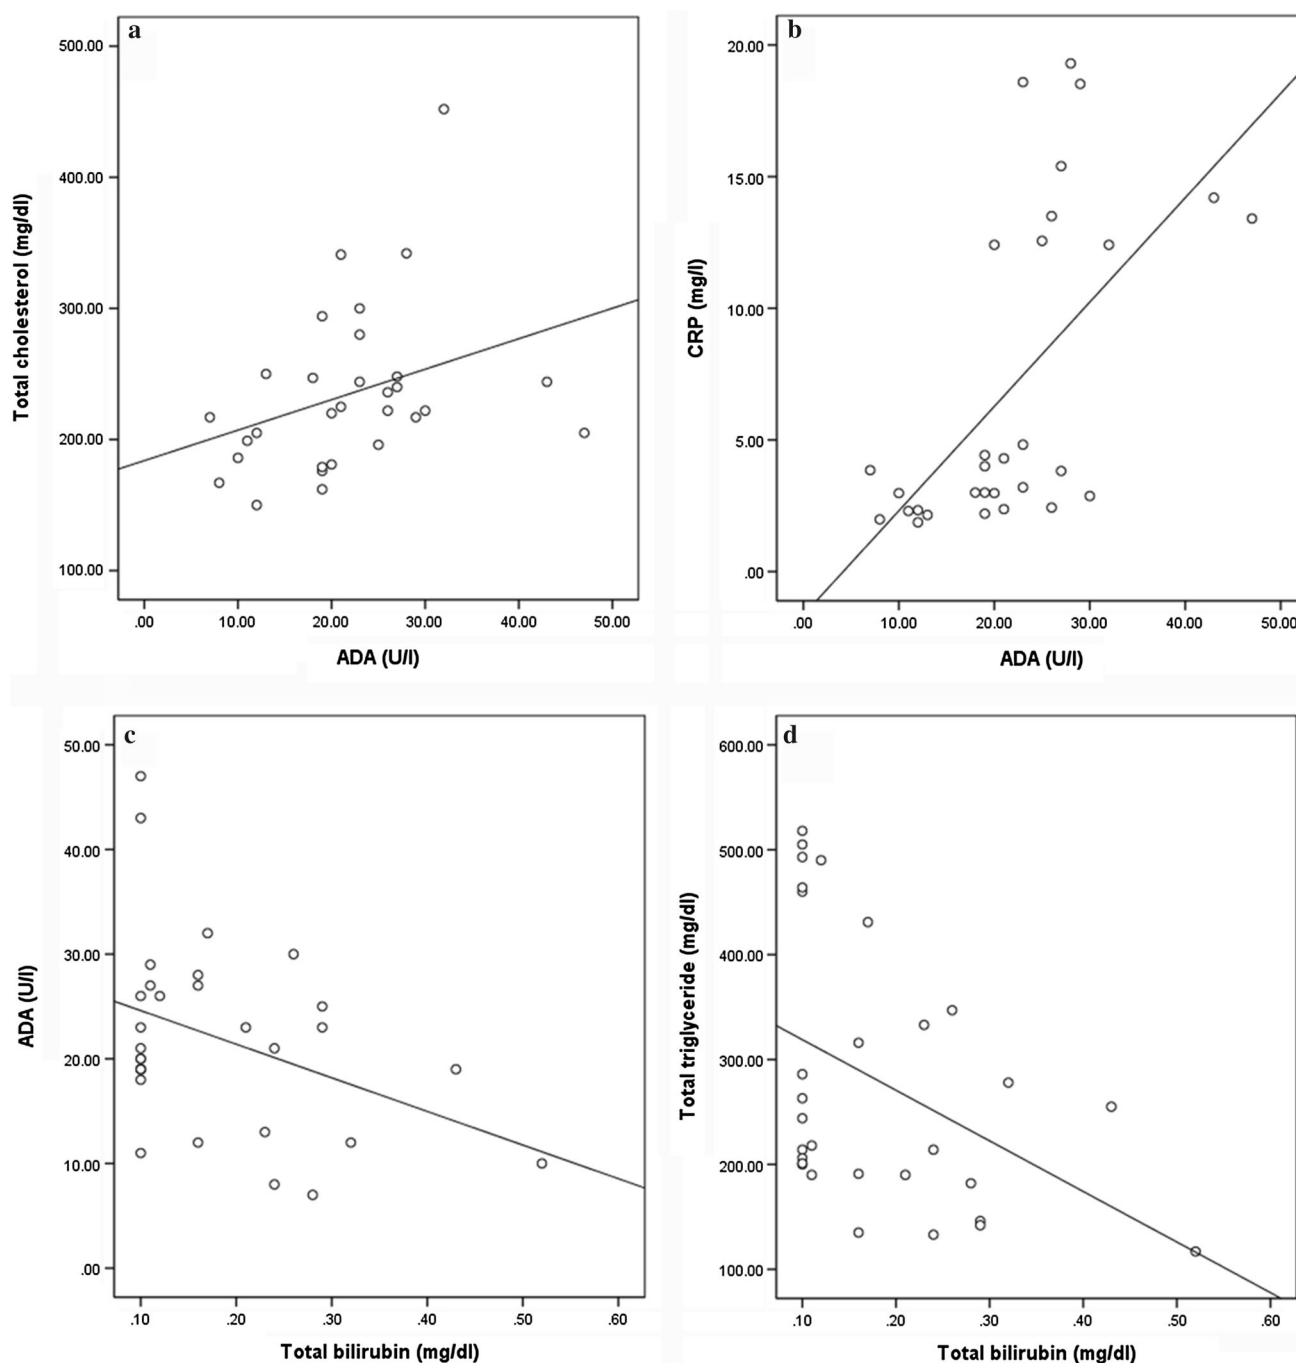 a
500.00
400.00
300.00
200.00
100.00
Total cholesterol (mg/dl)
.00 10.00 20.00 30.00 40.00 50.00
ADA (U/l)
b
20.00
15.00
10.00
5.00
.00
CRP (mg/l)
.00 10.00 20.00 30.00 40.00 50.00
ADA (U/l)
c
50.00
40.00
30.00
20.00
10.00
.00
ADA (U/l)
.10 .20 .30 .40 .50 .60
Total bilirubin (mg/dl)
d
600.00
500.00
400.00
300.00
200.00
100.00
Total triglyceride (mg/dl)
.10 .20 .30 .40 .50 .60
Total bilirubin (mg/dl)